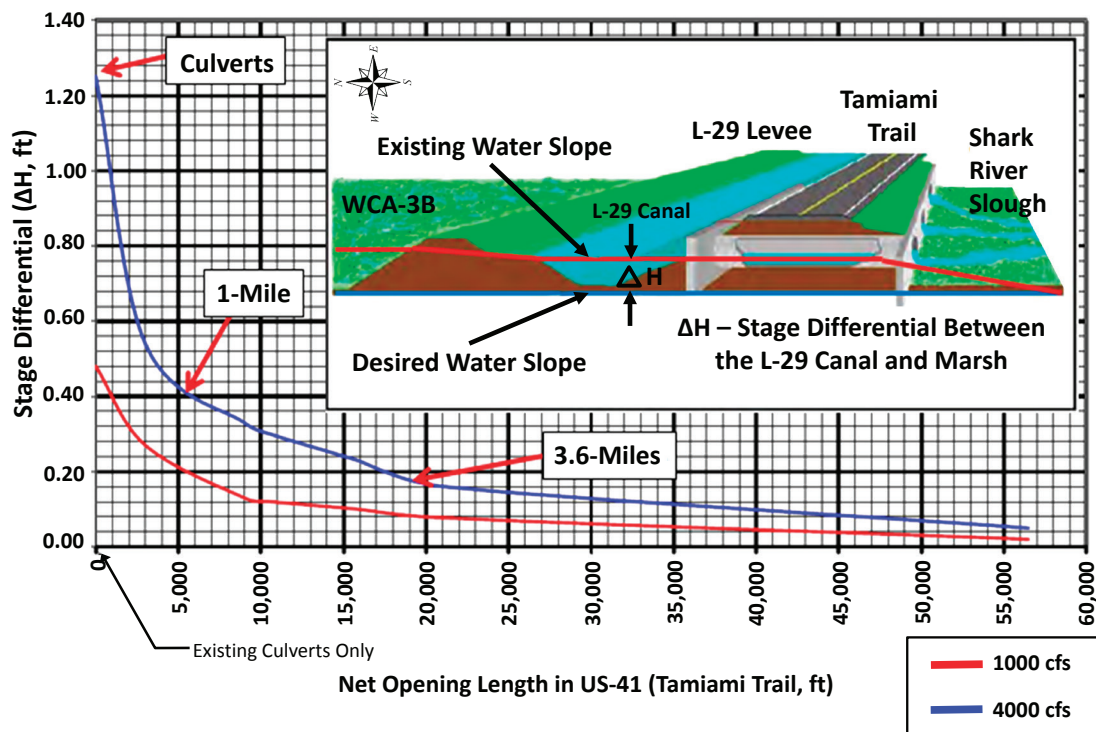 1.40
1.20
1.00
0.80
0.60
0.40
0.20
0.00
Stage Differential (ΔH, ft)
Culverts
1-Mile
3.6-Miles
N
E
S
W
Existing Water Slope
L-29 Levee
Tamiami
Trail
Shark
River
Slough
WCA-3B
L-29 Canal
△ H
Desired Water Slope
ΔH – Stage Differential Between
the L-29 Canal and Marsh
0
5,000
10,000
15,000
20,000
25,000
30,000
35,000
40,000
45,000
50,000
55,000
60,000
Existing Culverts Only
Net Opening Length in US-41 (Tamiami Trail, ft)
1000 cfs
4000 cfs